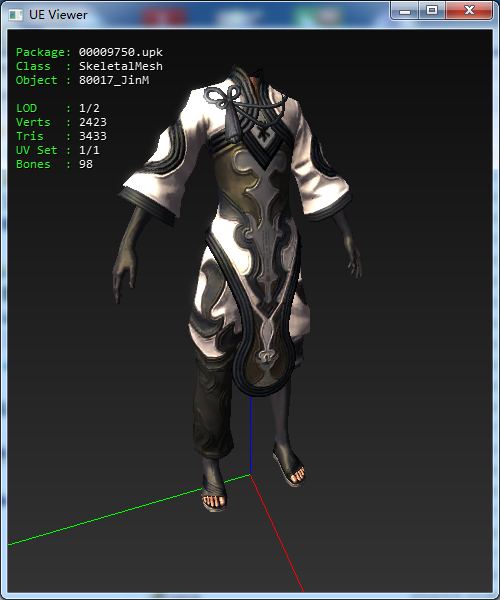 UE Viewer
Package: 00009750.upk
Class  : SkeletalMesh
Object : 80017_JinM
LOD    : 1/2
Verts  : 2423
Tris   : 3433
UV Set : 1/1
Bones  : 98